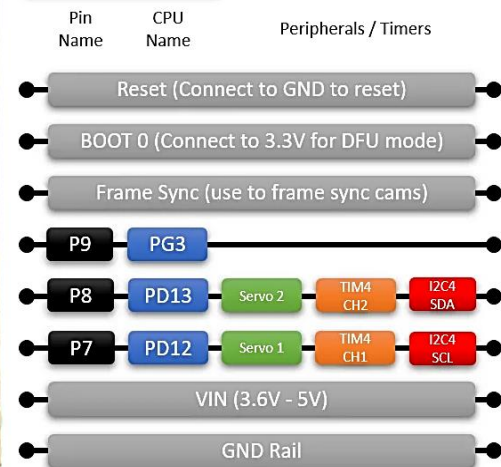 Pin Name CPU Name Peripherals / Timers
Reset (Connect to GND to reset)
BOOT 0 (Connect to 3.3V for DFU mode)
Frame Sync (use to frame sync cams)
P9 PG3
P8 PD13 Servo 2 TIM4 CH2 I2C4 SDA
P7 PD12 Servo 1 TIM4 CH1 I2C4 SCL
VIN (3.6V - 5V)
GND Rail